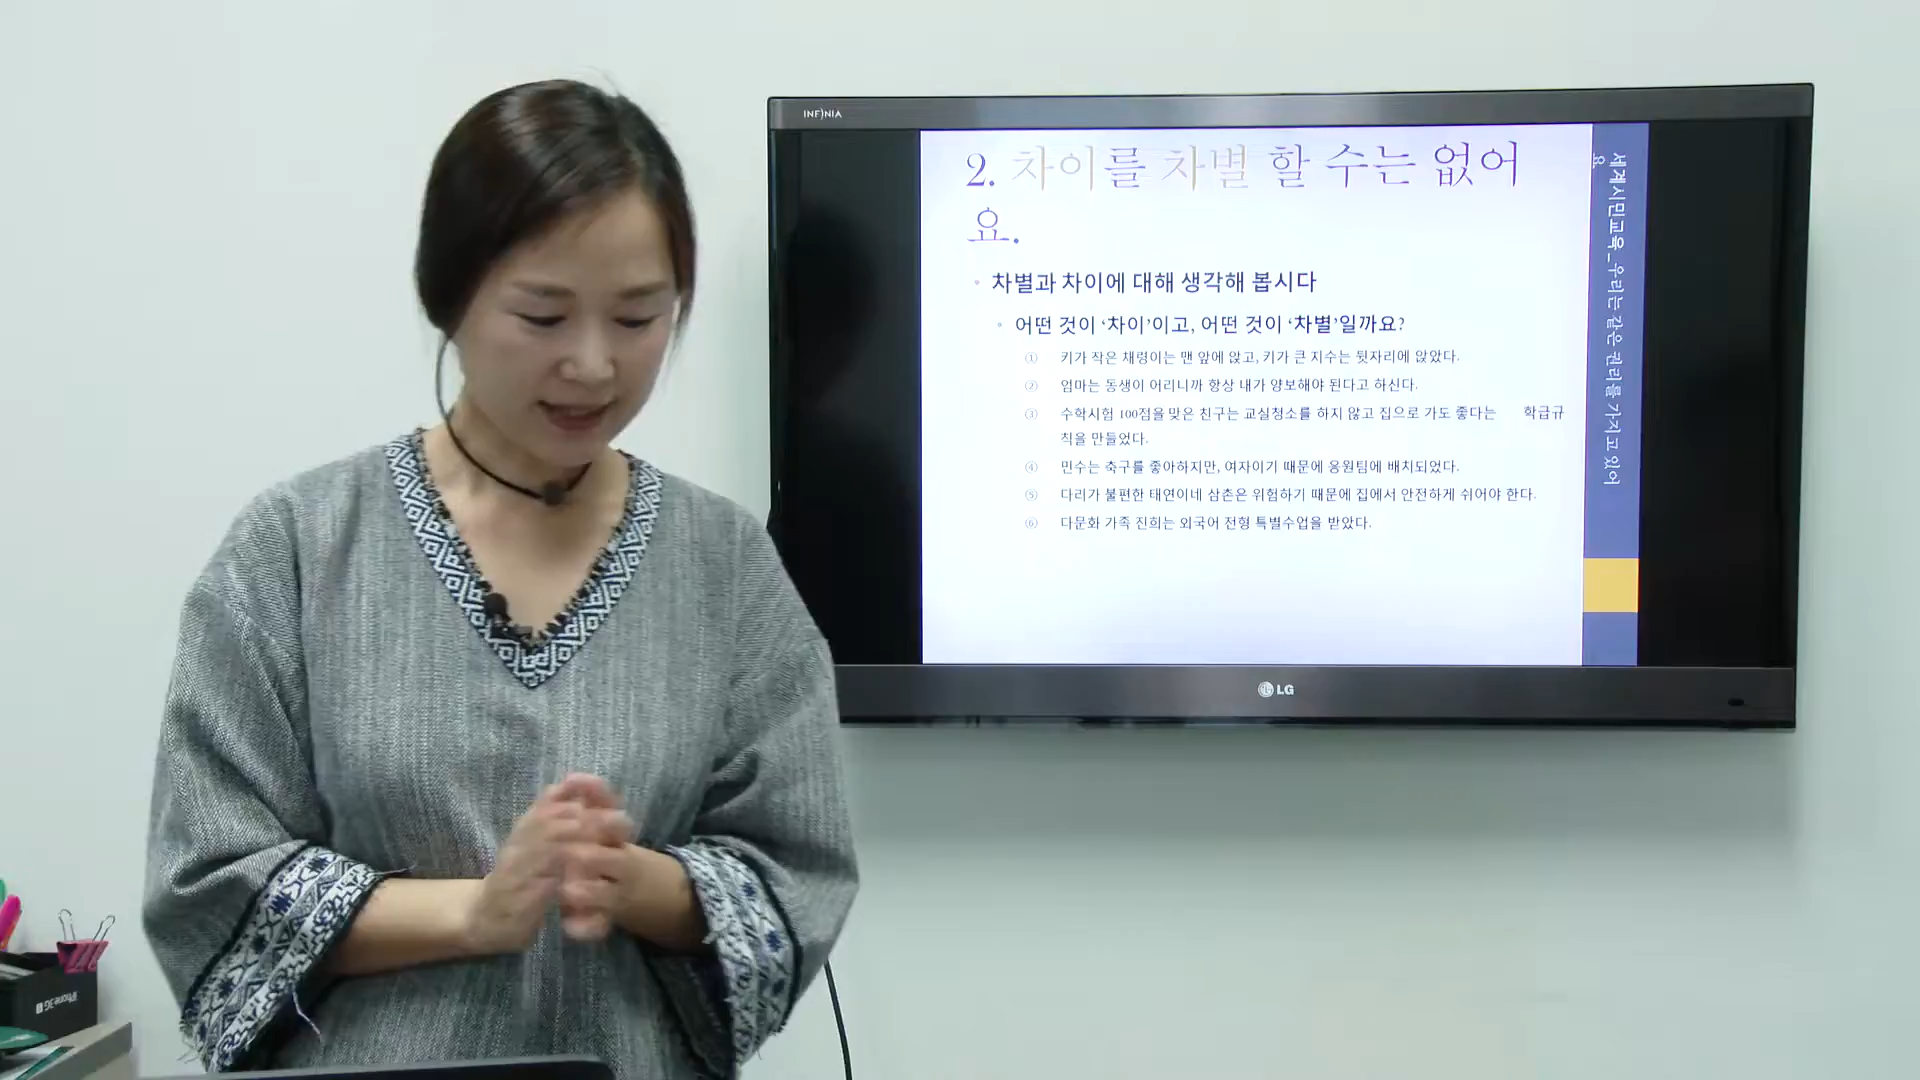 INFINIA
2. 차이를 차별 할 수는 없어
요.
차별과 차이에 대해 생각해 봅시다
어떤 것이 ‘차이’이고, 어떤 것이 ‘차별’일까요?
① 키가 작은 채령이는 맨 앞에 앉고, 키가 큰 지수는 뒷자리에 앉았다.
② 엄마는 동생이 어리니까 항상 내가 양보해야 된다고 하신다.
③ 수학시험 100점을 맞은 친구는 교실청소를 하지 않고 집으로 가도 좋다는 학급규
칙을 만들었다.
④ 민수는 축구를 좋아하지만, 여자이기 때문에 응원팀에 배치되었다.
⑤ 다리가 불편한 태연이네 삼촌은 위험하기 때문에 집에서 안전하게 쉬어야 한다.
⑥ 다문화 가족 진희는 외국어 전형 특별수업을 받았다.
세계시민교육_우리는 같은 권리를 가지고 있어
요
LG
iPhone 3G